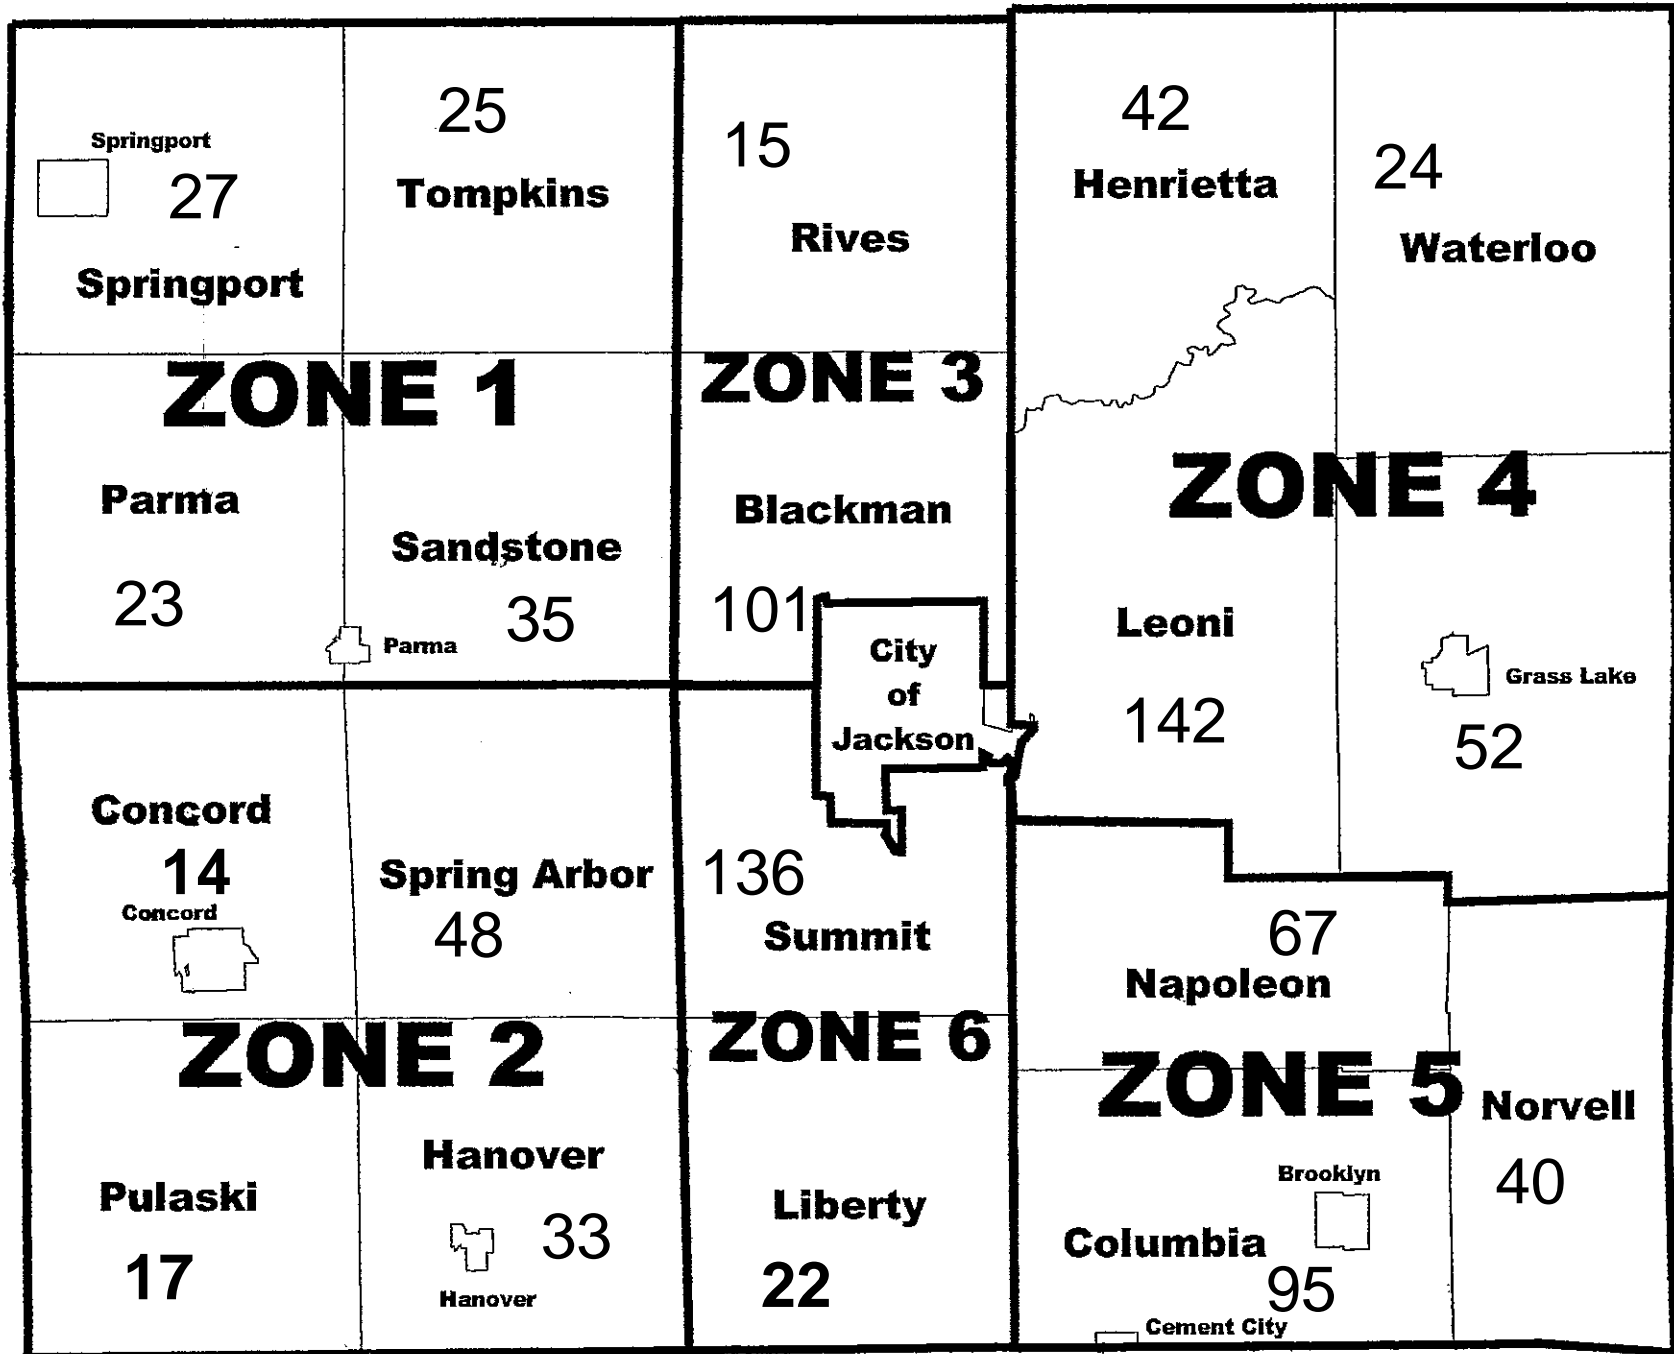 25
Tompkins
Springport
27
Springport
15
Rives
42
Henrietta
24
Waterloo
ZONE 1
Parma
23
Sandstone
35
Parma
ZONE 3
Blackman
101
City
of
Jackson
ZONE 4
Leoni
142
Grass Lake
52
Concord
14
Concord
Spring Arbor
48
ZONE 2
Pulaski
17
Hanover
33
Hanover
136
Summit
ZONE 6
Liberty
22
67
Napoleon
ZONE 5
Norvell
40
Brooklyn
Columbia
95
Cement City